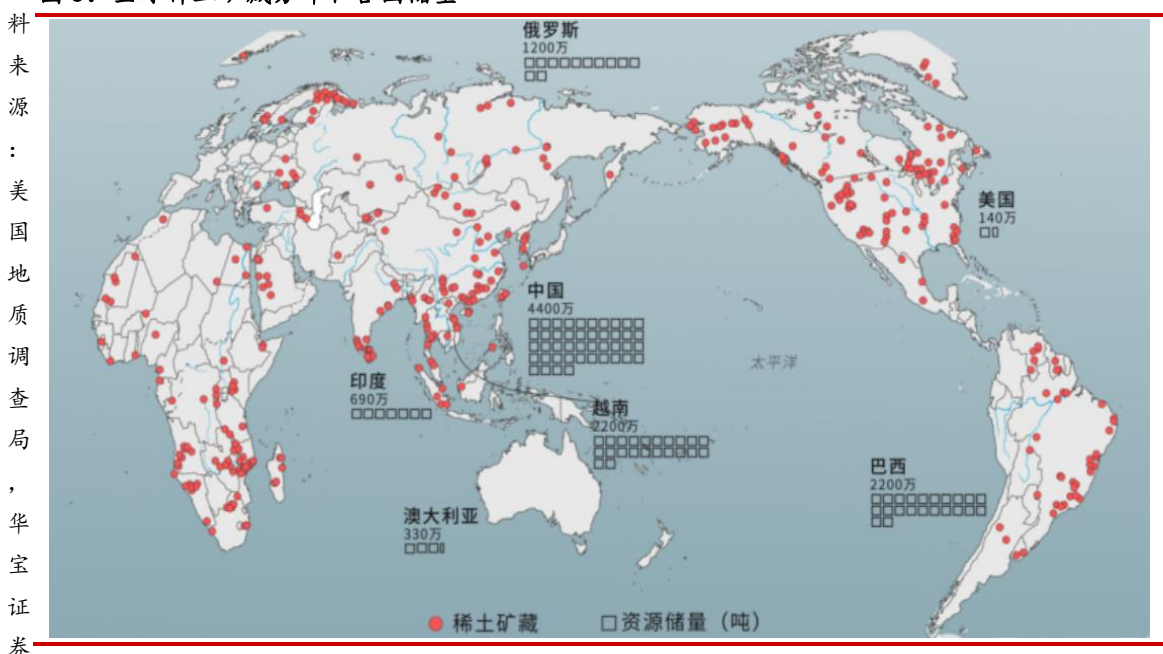 料来源:美国地质调查局,华宝证券
俄罗斯
1200万
美国
140万
中国
4400万
太平洋
印度
690万
越南
2200万
巴西
2200万
澳大利亚
330万
稀土矿藏
资源储量（吨）